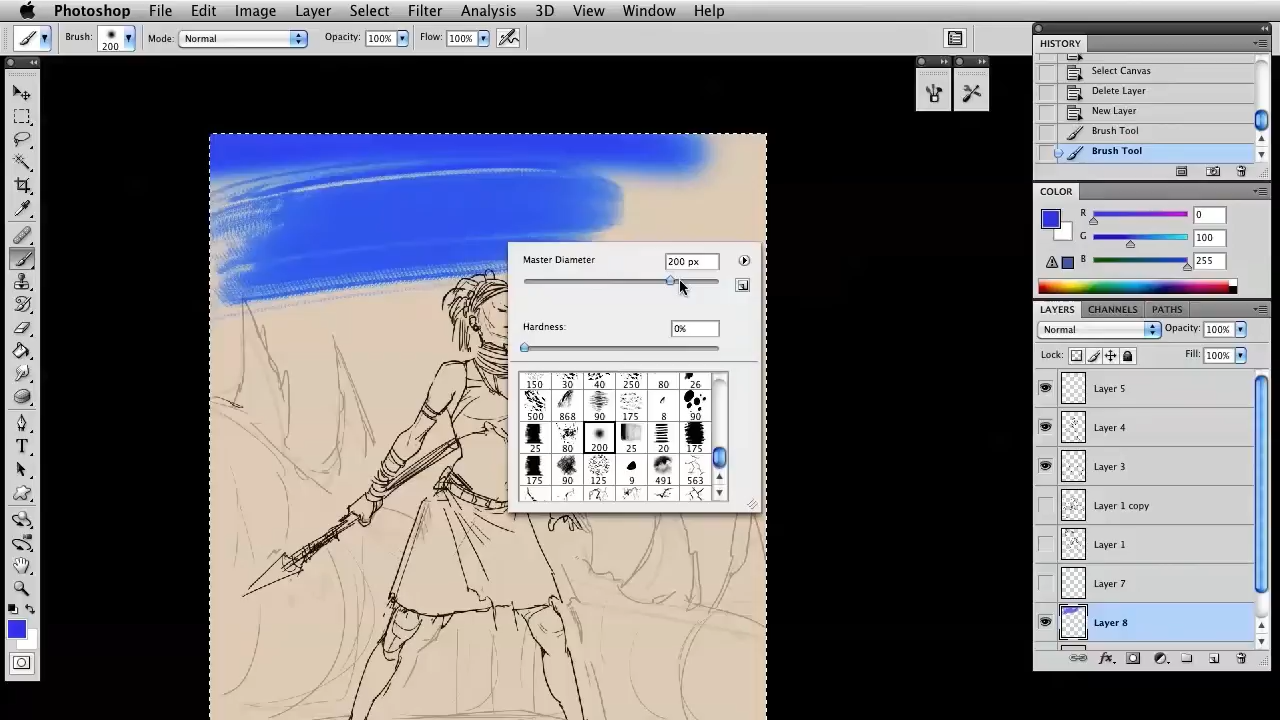 Photoshop File Edit Image Layer Select Filter Analysis 3D View Window Help
Brush: 200 Mode: Normal Opacity: 100% Flow: 100%
HISTORY
Select Canvas
Delete Layer
New Layer
Brush Tool
Brush Tool
COLOR
R 0
G 100
B 255
LAYERS CHANNELS PATHS
Normal Opacity: 100%
Lock: Fill: 100%
Layer 5
Layer 4
Layer 3
Layer 1 copy
Layer 1
Layer 7
Layer 8
Master Diameter 200 px
Hardness: 0%
150 30 40 250 80 26
500 868 90 175 8 90
25 80 200 25 20 175
175 90 125 9 491 563
T
fx